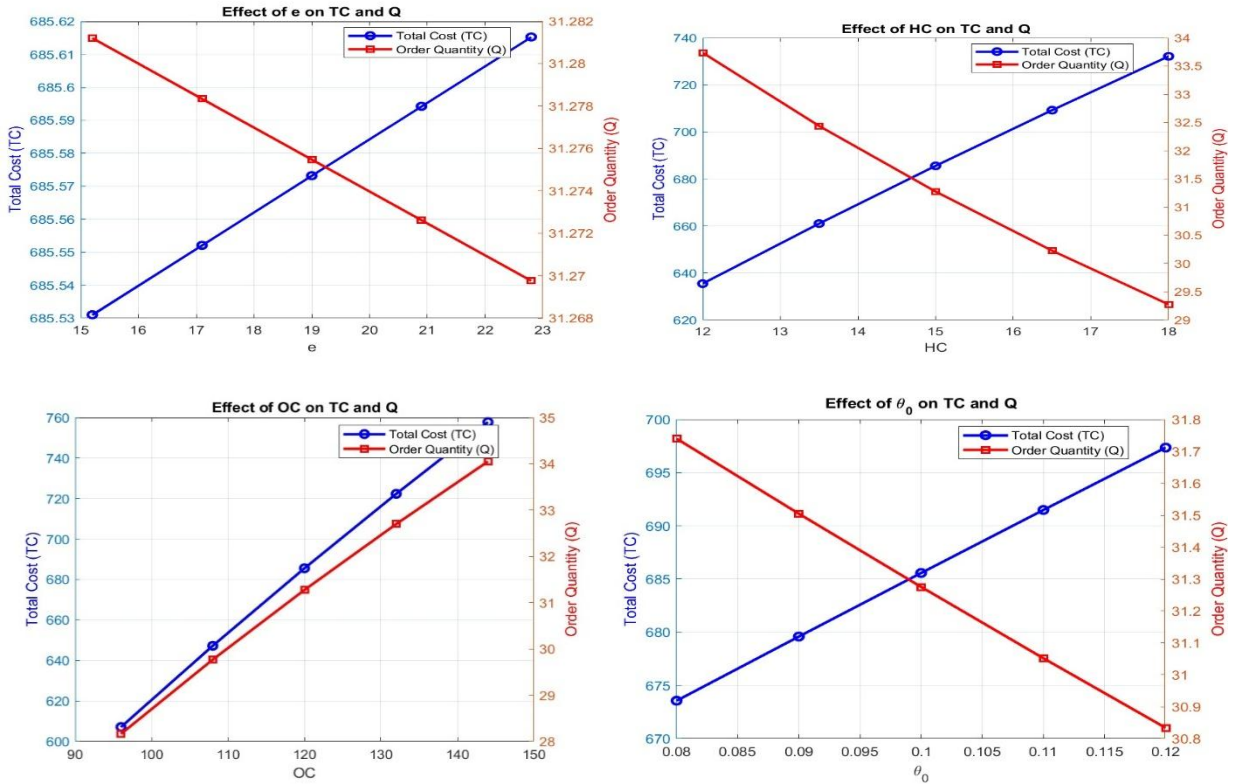 Effect of e on TC and Q
Total Cost (TC)
Order Quantity (Q)
685.62
685.61
685.6
685.59
685.58
685.57
685.56
685.55
685.54
685.53
Total Cost (TC)
31.282
31.28
31.278
31.276
31.274
31.272
31.27
31.268
Order Quantity (Q)
15 16 17 18 19 20 21 22 23
e
Effect of HC on TC and Q
Total Cost (TC)
Order Quantity (Q)
740
720
700
680
660
640
620
Total Cost (TC)
34
33.5
33
32.5
32
31.5
31
30.5
30
29.5
29
Order Quantity (Q)
12 13 14 15 16 17 18
HC
Effect of OC on TC and Q
Total Cost (TC)
Order Quantity (Q)
760
740
720
700
680
660
640
620
600
Total Cost (TC)
35
34
33
32
31
30
29
28
Order Quantity (Q)
90 100 110 120 130 140 150
OC
Effect of θ₀ on TC and Q
Total Cost (TC)
Order Quantity (Q)
700
695
690
685
680
675
670
Total Cost (TC)
31.8
31.7
31.6
31.5
31.4
31.3
31.2
31.1
31
30.9
30.8
Order Quantity (Q)
0.08 0.085 0.09 0.095 0.1 0.105 0.11 0.115 0.12
θ₀